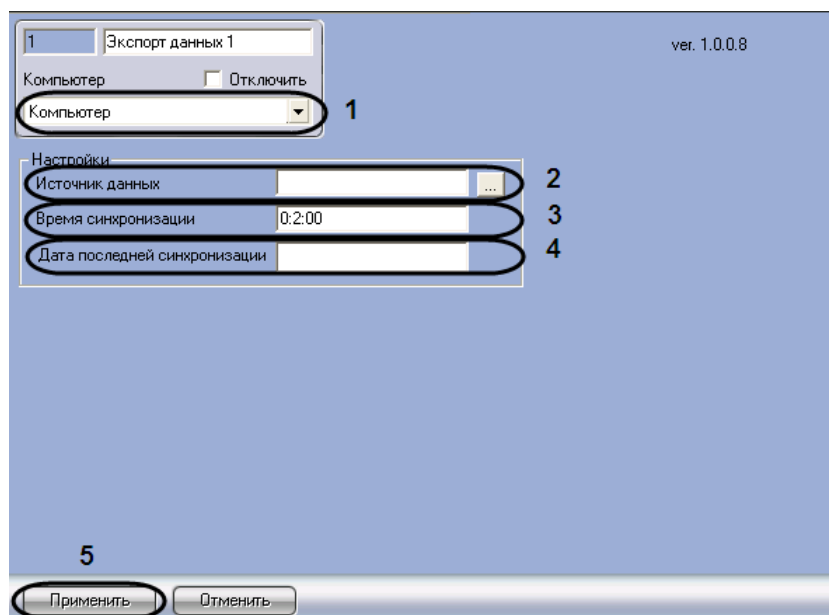 1 Экспорт данных 1 ver. 1.0.0.8
Компьютер Отключить
Компьютер 1
Настройки
Источник данных ... 2
Время синхронизации 0:2:00 3
Дата последней синхронизации 4
5
Применить Отменить